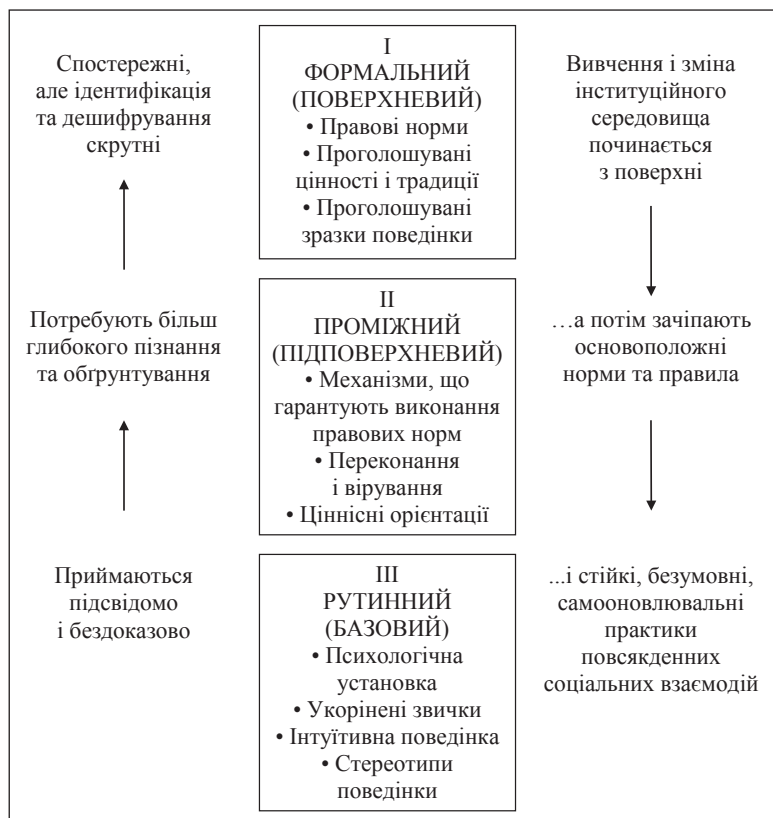 Спостережні,
але ідентифікація
та дешифрування
скрутні
I
ФОРМАЛЬНИЙ
(ПОВЕРХНЕВИЙ)
• Правові норми
• Проголошувані
цінності і традиції
• Проголошувані
зразки поведінки
Вивчення і зміна
інституційного
середовища
починається
з поверхні
Потребують більш
глибокого пізнання
та обґрунтування
II
ПРОМІЖНИЙ
(ПІДПОВЕРХНЕВИЙ)
• Механізми, що
гарантують виконання
правових норм
• Переконання
і вірування
• Ціннісні орієнтації
…а потім зачіпають
основоположні
норми та правила
Приймаються
підсвідомо
і бездоказово
III
РУТИННИЙ
(БАЗОВИЙ)
• Психологічна
установка
• Укорінені звички
• Інтуїтивна поведінка
• Стереотипи
поведінки
...і стійкі, безумовні,
самооновлювальні
практики
повсякденних
соціальних взаємодій